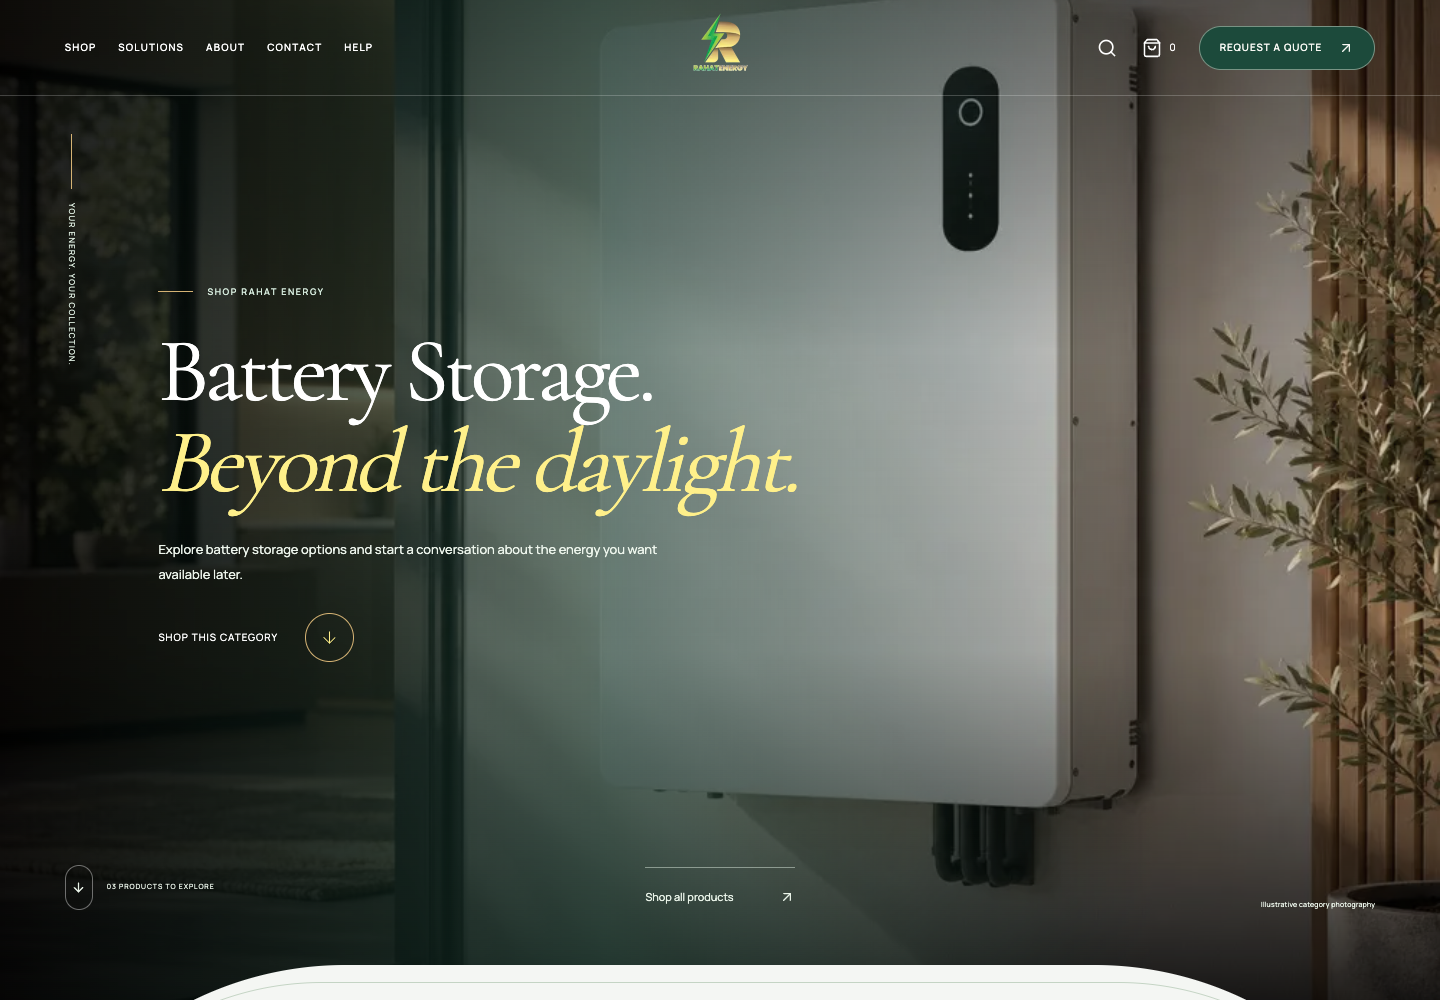 SHOP SOLUTIONS ABOUT CONTACT HELP
RAHATENERGY
0
REQUEST A QUOTE
YOUR ENERGY. YOUR COLLECTION.
SHOP RAHAT ENERGY
Battery Storage.
Beyond the daylight.
Explore battery storage options and start a conversation about the energy you want
available later.
SHOP THIS CATEGORY
03 PRODUCTS TO EXPLORE
Shop all products
Illustrative category photography